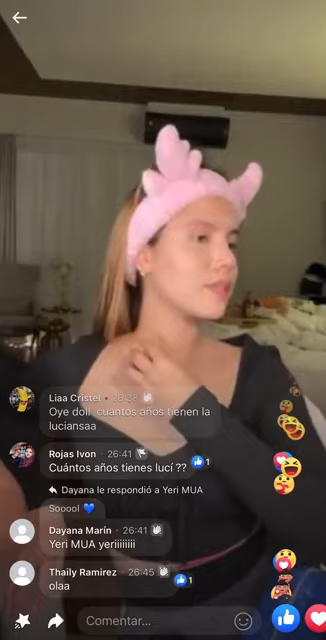 Liaa Cristel • 26:38
Oye doll cuantos años tienen la
luciansaa
Rojas Ivon • 26:41
Cuántos años tienes lucí ??
1
Dayana le respondió a Yeri MUA
Sooool 💙
Dayana Marín • 26:41
Yeri MUA yeriiiiiiii
Thaily Ramirez • 26:45
olaa
1
Comentar...